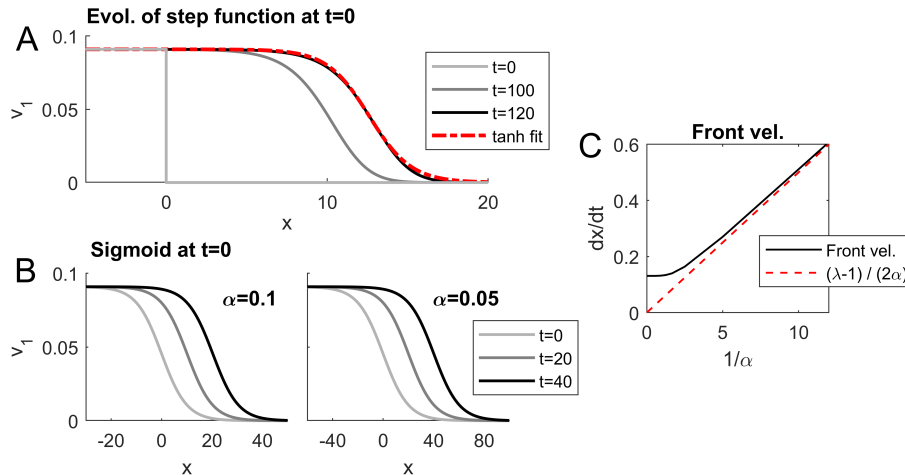 A
Evol. of step function at t=0
0.1
0.05
0
v1
0
10
20
x
t=0
t=100
t=120
tanh fit
B
Sigmoid at t=0
0.1
0.05
0
v1
α=0.1
-20
0
20
40
x
α=0.05
-40
0
40
80
x
t=0
t=20
t=40
C
Front vel.
0.6
0.4
0.2
0
dx/dt
0
5
10
1/α
Front vel.
(λ-1) / (2α)